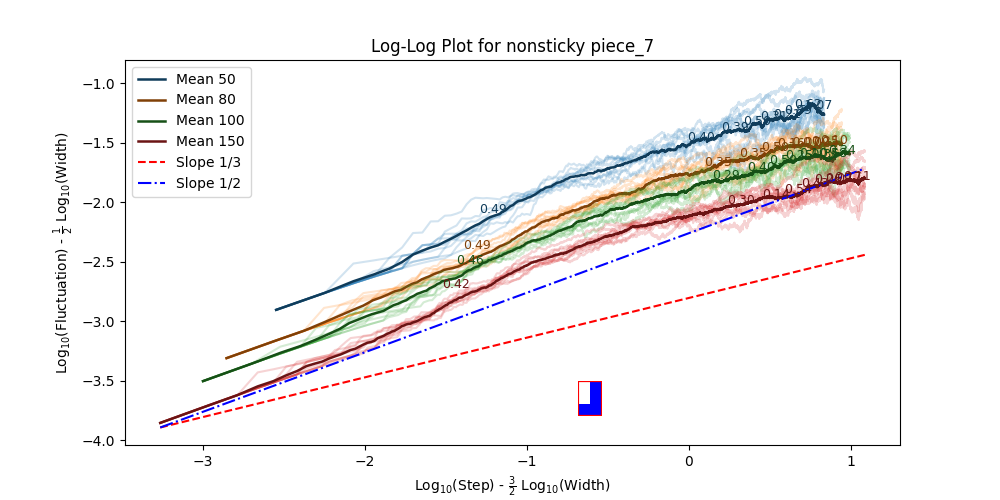 Log-Log Plot for nonsticky piece_7
Log₁₀(Fluctuation) - ½ Log₁₀(Width)
−1.0
−1.5
−2.0
−2.5
−3.0
−3.5
−4.0
Mean 50
Mean 80
Mean 100
Mean 150
Slope 1/3
Slope 1/2
0.49
0.40
0.49
0.35
0.46
0.29
0.40
0.42
0.30
−3
−2
−1
0
1
Log₁₀(Step) - 3/2 Log₁₀(Width)